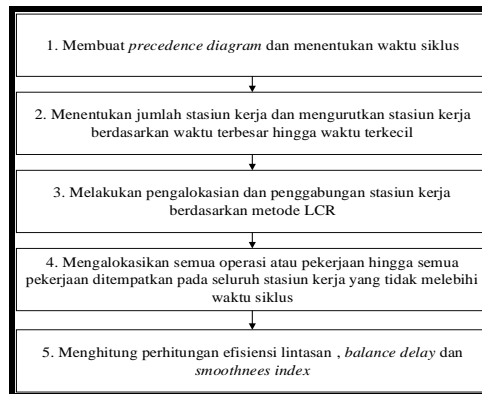 1. Membuat precedence diagram dan menentukan waktu siklus
2. Menentukan jumlah stasiun kerja dan mengurutkan stasiun kerja
berdasarkan waktu terbesar hingga waktu terkecil
3. Melakukan pengalokasian dan penggabungan stasiun kerja
berdasarkan metode LCR
4. Mengalokasikan semua operasi atau pekerjaan hingga semua
pekerjaan ditempatkan pada seluruh stasiun kerja yang tidak melebihi
waktu siklus
5. Menghitung perhitungan efisiensi lintasan , balance delay dan
smoothnees index